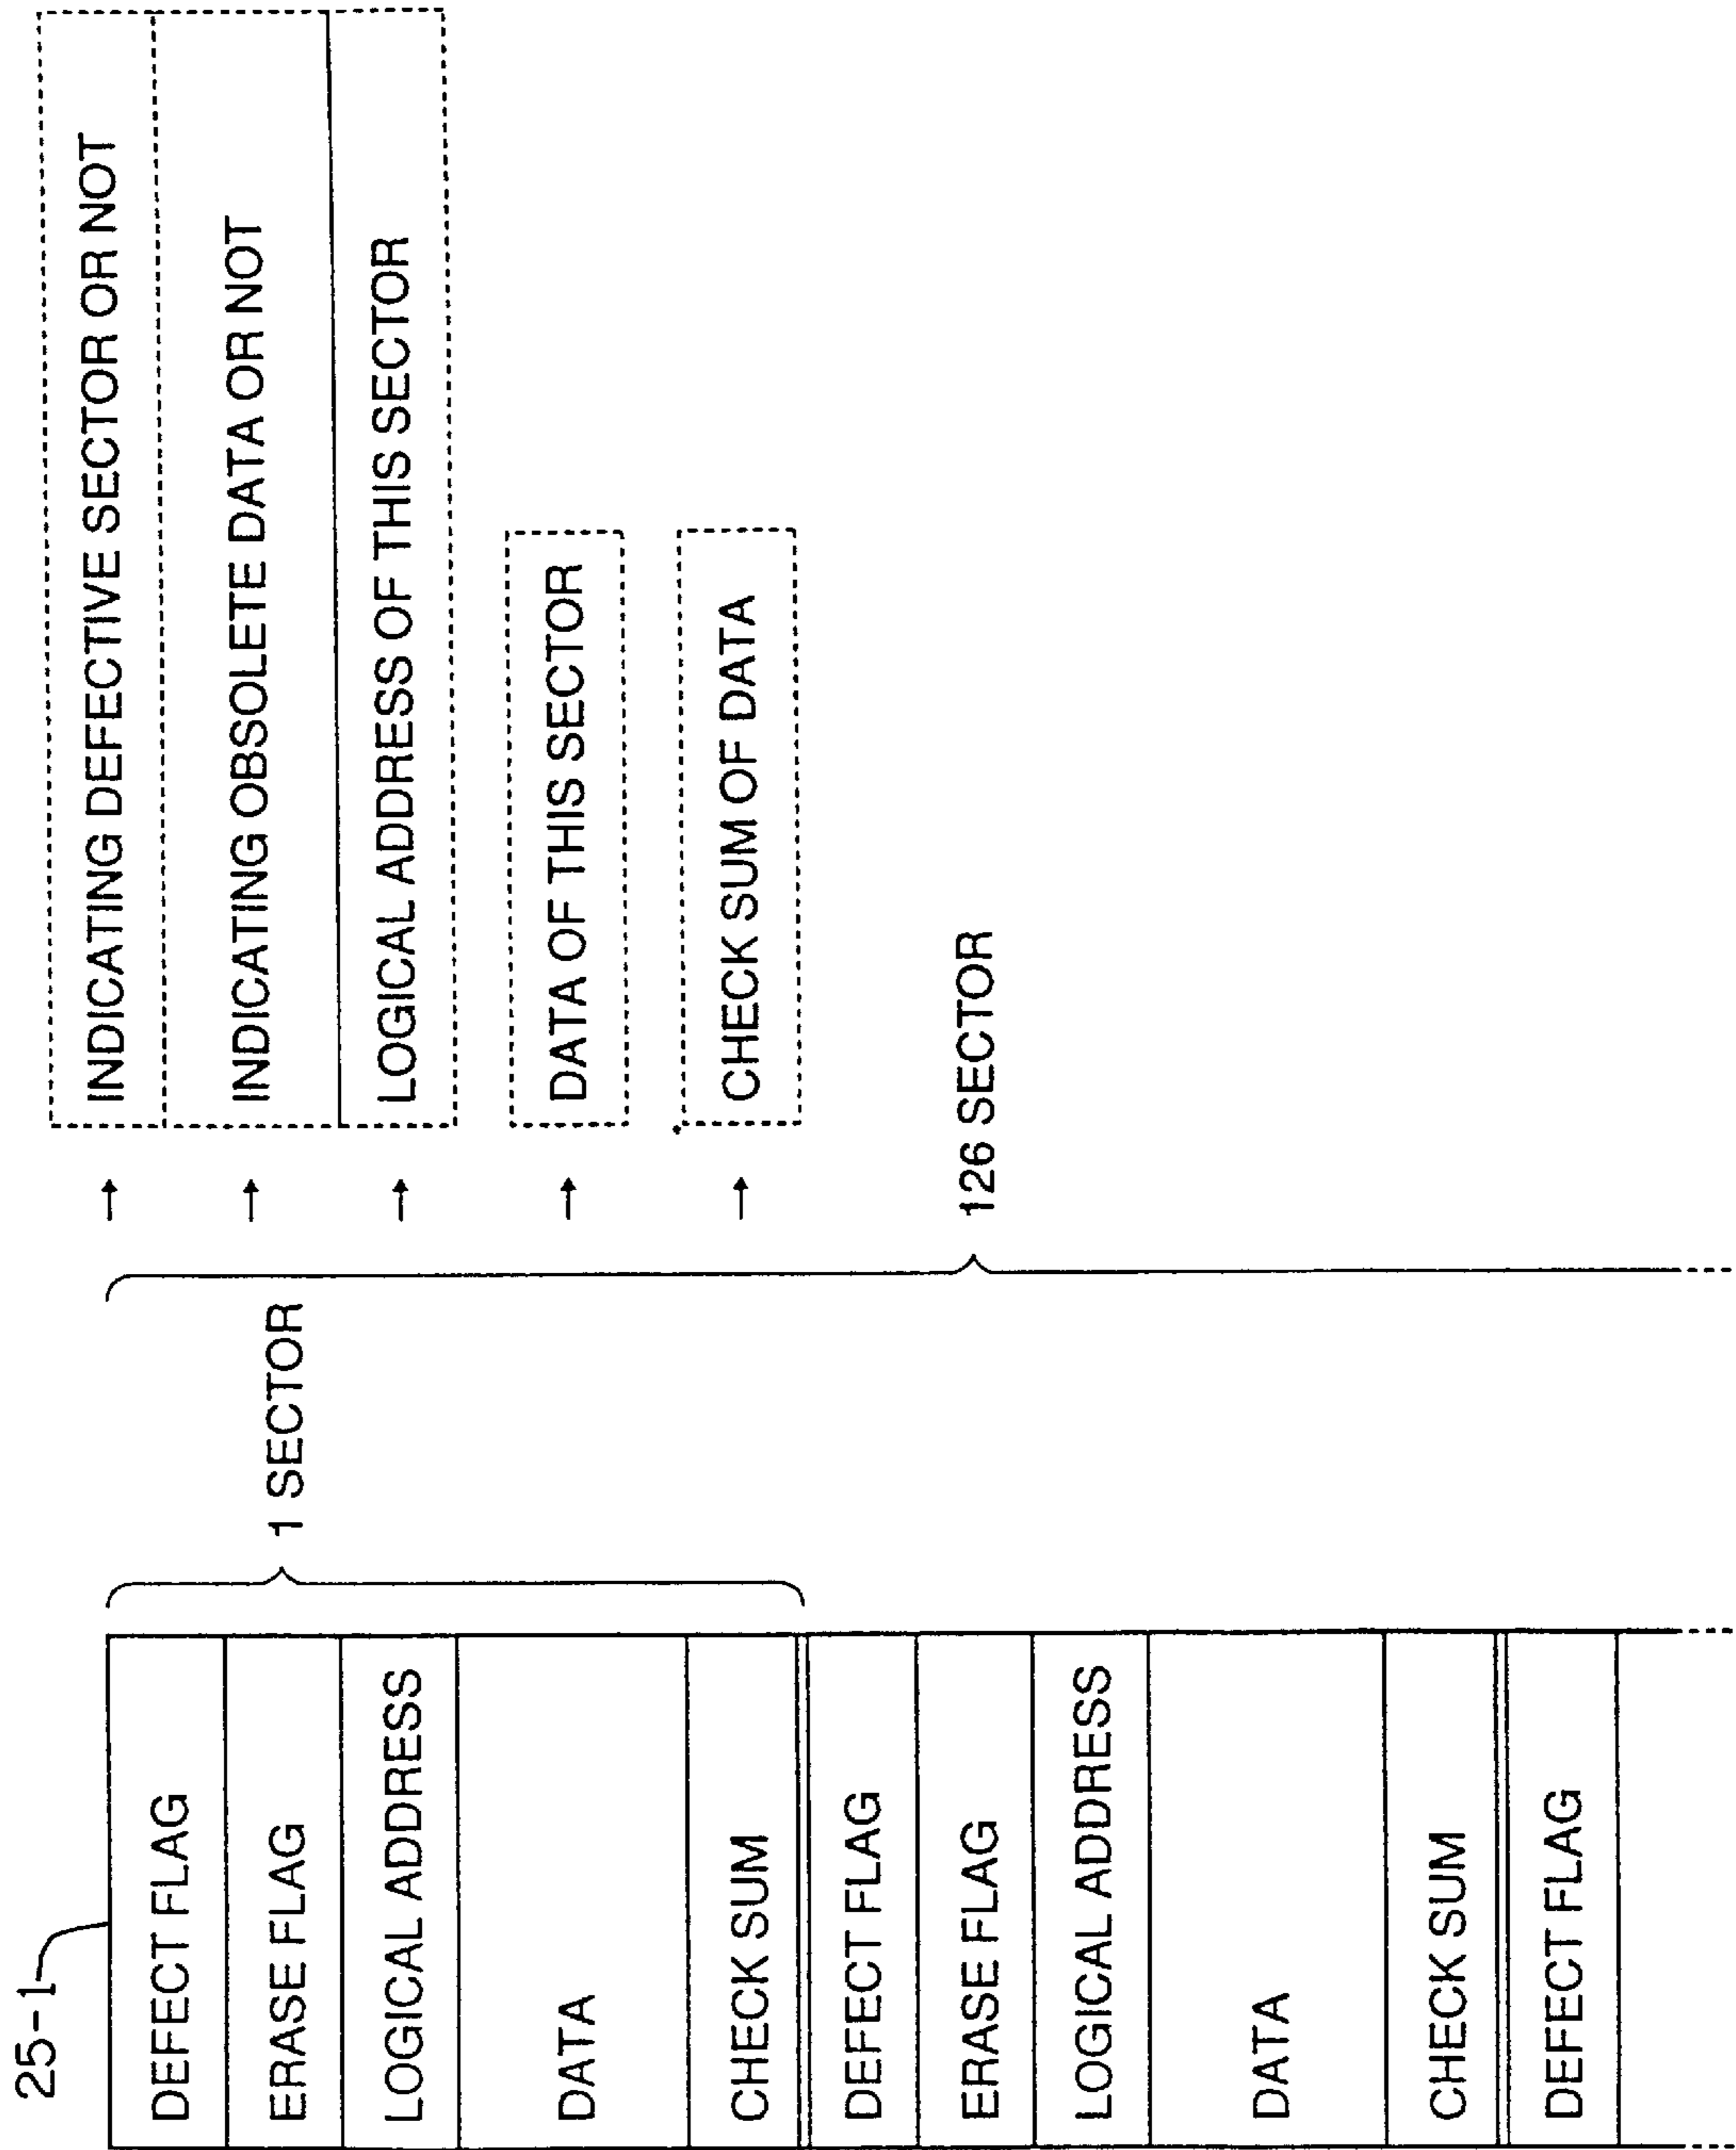 25-1
DEFECT FLAG
ERASE FLAG
LOGICAL ADDRESS
DATA
CHECK SUM
DEFECT FLAG
ERASE FLAG
LOGICAL ADDRESS
DATA
CHECK SUM
DEFECT FLAG
1 SECTOR
126 SECTOR
→ INDICATING DEFECTIVE SECTOR OR NOT
→ INDICATING OBSOLETE DATA OR NOT
→ LOGICAL ADDRESS OF THIS SECTOR
→ DATA OF THIS SECTOR
→ CHECK SUM OF DATA